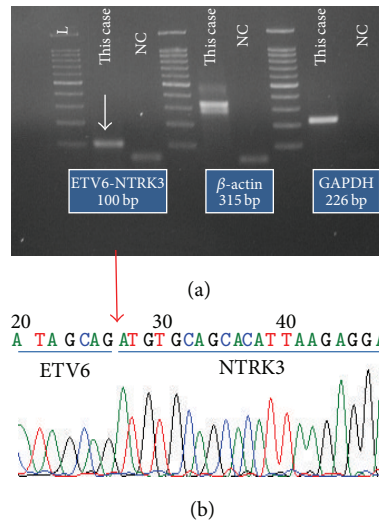 L This case NC This case NC This case NC
ETV6-NTRK3 β-actin GAPDH
100 bp 315 bp 226 bp
(a)
20 30 40
A TAGCAGATGTGCAGCACATTAAGAGGA
ETV6 NTRK3
(b)